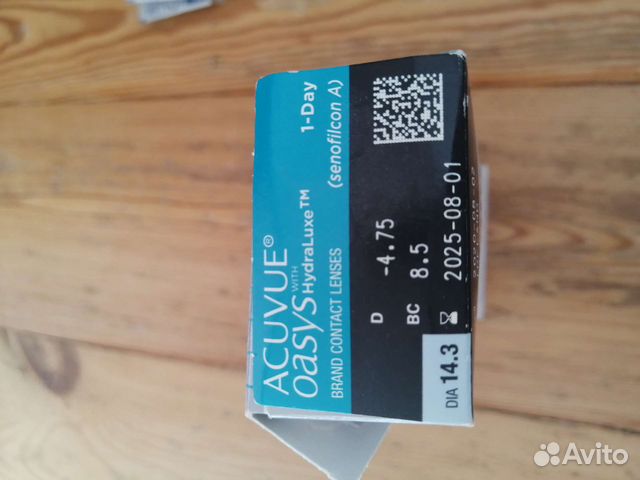 ACUVUE®
OASYS WITH
HydraLuxe™ 1-Day
BRAND CONTACT LENSES (senofilcon A)
D -4.75
BC 8.5
2025-08-01
DIA 14.3
Avito